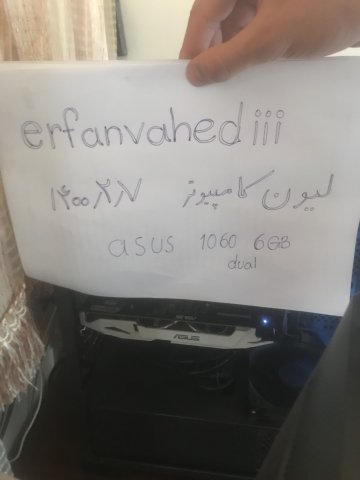 erfanvahediii
لیون کامپیوتر ۱۴۰۰/۲/۷
asus 1060 6GB
dual
ASUS